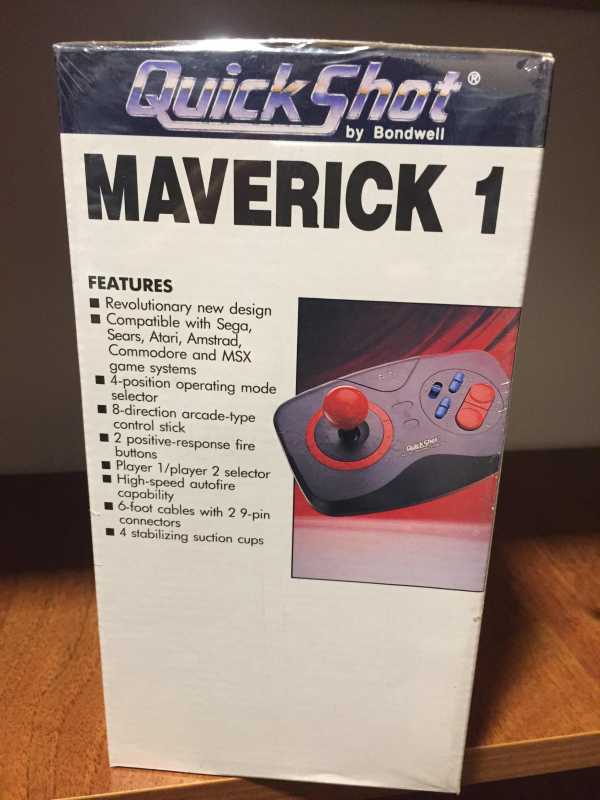 QuickShot®
by Bondwell
MAVERICK 1
FEATURES
■ Revolutionary new design
■ Compatible with Sega,
Sears, Atari, Amstrad,
Commodore and MSX
game systems
■ 4-position operating mode
selector
■ 8-direction arcade-type
control stick
■ 2 positive-response fire
buttons
■ Player 1/player 2 selector
■ High-speed autofire
capability
■ 6-foot cables with 2 9-pin
connectors
■ 4 stabilizing suction cups
QuickShot